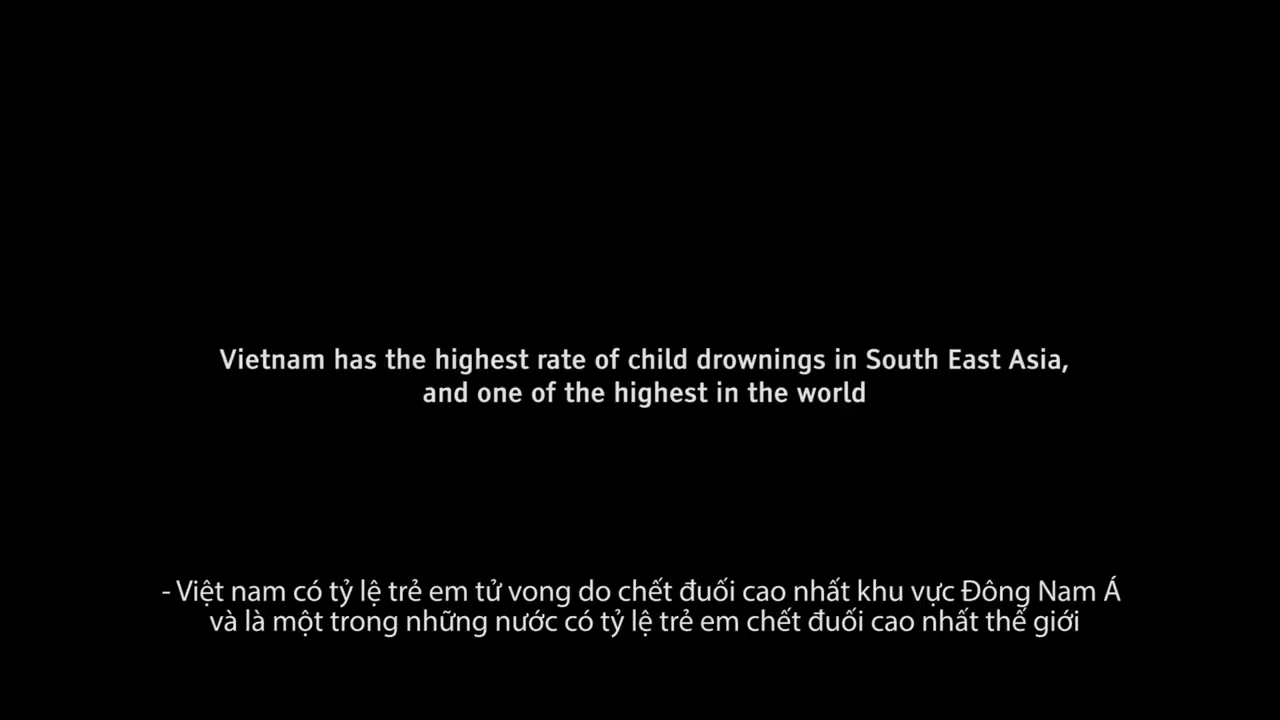 Vietnam has the highest rate of child drownings in South East Asia,
and one of the highest in the world
- Việt nam có tỷ lệ trẻ em tử vong do chết đuối cao nhất khu vực Đông Nam Á
và là một trong những nước có tỷ lệ trẻ em chết đuối cao nhất thế giới